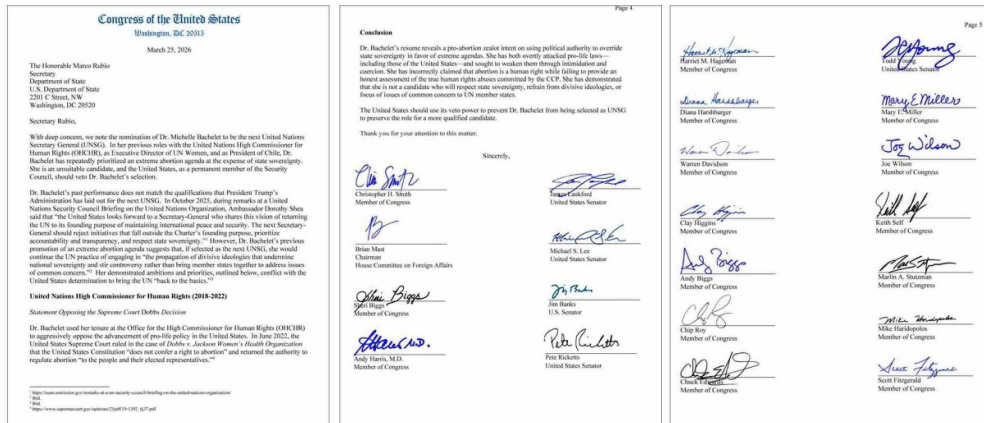 Congress of the United States
Washington, DC 20515
March 25, 2026
The Honorable Marco Rubio
Secretary
Department of State
U.S. Department of State
2201 C Street, NW
Washington, DC 20520
Secretary Rubio,
With deep concern, we note the nomination of Dr. Michelle Bachelet to be the next United Nations
Secretary General (UNSG). In her previous roles with the United Nations High Commissioner for
Human Rights (OHCHR), as Executive Director of UN Women, and as President of Chile, Dr.
Bachelet has repeatedly prioritized an extreme abortion agenda at the expense of state sovereignty.
She is an unsuitable candidate, and the United States, as a permanent member of the Security
Council, should veto Dr. Bachelet's selection.
Dr. Bachelet's past performance does not match the qualifications that President Trump's
Administration has laid out for the next UNSG. In October 2025, during remarks at a United
Nations Security Council Briefing on the United Nations Organization, Ambassador Dorothy Shea
said that "the United States looks forward to a Secretary-General who shares this vision of returning
the UN to its founding purpose of maintaining international peace and security. The next Secretary-
General should reject initiatives that fall outside the Charter's founding purpose, prioritize
accountability and transparency, and respect state sovereignty."¹ However, Dr. Bachelet's previous
promotion of an extreme abortion agenda suggests that, if selected as the next UNSG, she would
continue the UN practice of engaging in "the propagation of divisive ideologies that undermine
national sovereignty and stir controversy rather than bring member states together to address issues
of common concern."² Her demonstrated ambitions and priorities, outlined below, conflict with the
United States determination to bring the UN "back to the basics."³
United Nations High Commissioner for Human Rights (2018-2022)
Statement Opposing the Supreme Court Dobbs Decision
Dr. Bachelet used her tenure at the Office for the High Commissioner for Human Rights (OHCHR)
to aggressively oppose the advancement of pro-life policy in the United States. In June 2022, the
United States Supreme Court ruled in the case of Dobbs v. Jackson Women's Health Organization
that the United States Constitution "does not confer a right to abortion" and returned the authority to
regulate abortion "to the people and their elected representatives."⁴
² Ibid.
³ Ibid.
Page 4
Conclusion
Dr. Bachelet's resume reveals a pro-abortion zealot intent on using political authority to override
state sovereignty in favor of extreme agendas. She has both overtly attacked pro-life laws—
including those of the United States—and sought to weaken them through intimidation and
coercion. She has incorrectly claimed that abortion is a human right while failing to provide an
honest assessment of the true human rights abuses committed by the CCP. She has demonstrated
that she is not a candidate who will respect state sovereignty, refrain from divisive ideologies, or
focus of issues of common concern to UN member states.
The United States should use its veto power to prevent Dr. Bachelet from being selected as UNSG
to preserve the role for a more qualified candidate.
Thank you for your attention to this matter.
Sincerely,
Christopher H. Smith
Member of Congress
James Lankford
United States Senator
Brian Mast
Chairman
House Committee on Foreign Affairs
Michael S. Lee
United States Senator
Sheri Biggs
Member of Congress
Jim Banks
U.S. Senator
Andy Harris, M.D.
Member of Congress
Pete Ricketts
United States Senator
Page 5
Harriet M. Hageman
Member of Congress
Todd Young
United States Senator
Diana Harshbarger
Member of Congress
Mary E. Miller
Member of Congress
Warren Davidson
Member of Congress
Joe Wilson
Member of Congress
Clay Higgins
Member of Congress
Keith Self
Member of Congress
Andy Biggs
Member of Congress
Marlin A. Stutzman
Member of Congress
Chip Roy
Member of Congress
Mike Haridopolos
Member of Congress
Chuck Edwards
Member of Congress
Scott Fitzgerald
Member of Congress